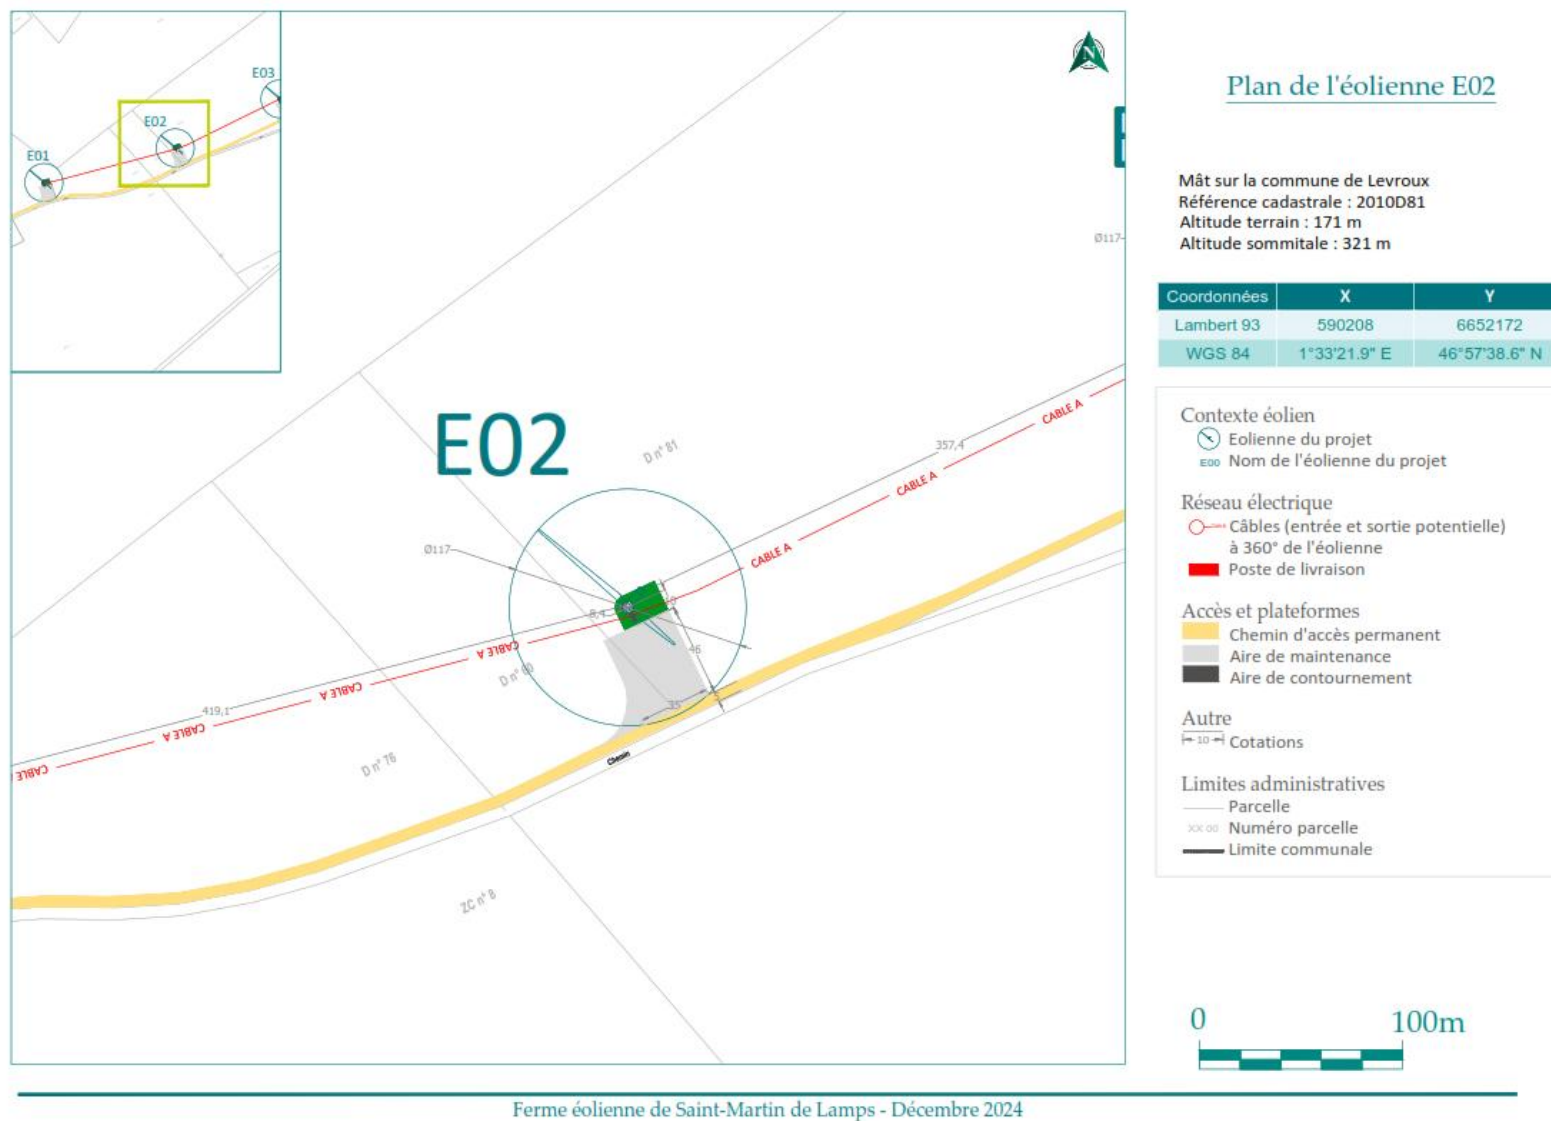 E03
E02
E01
N
Plan de l'éolienne E02
Mât sur la commune de Levroux
Référence cadastrale : 2010D81
Altitude terrain : 171 m
Altitude sommitale : 321 m
Coordonnées X Y
Lambert 93 590208 6652172
WGS 84 1°33'21.9" E 46°57'38.6" N
Ø117
E02
D n° 81
357,4
CABLE A
CABLE A
CABLE A
Ø117
8,4
CABLE A
46
D n° 80
CABLE A
35
5
419,1
CABLE A
Chemin
D n° 76
CABLE A
ZC n° 8
Contexte éolien
Eolienne du projet
E00 Nom de l'éolienne du projet
Réseau électrique
Câbles (entrée et sortie potentielle)
à 360° de l'éolienne
Poste de livraison
Accès et plateformes
Chemin d'accès permanent
Aire de maintenance
Aire de contournement
Autre
10 Cotations
Limites administratives
Parcelle
XX 00 Numéro parcelle
Limite communale
0 100m
Ferme éolienne de Saint-Martin de Lamps - Décembre 2024